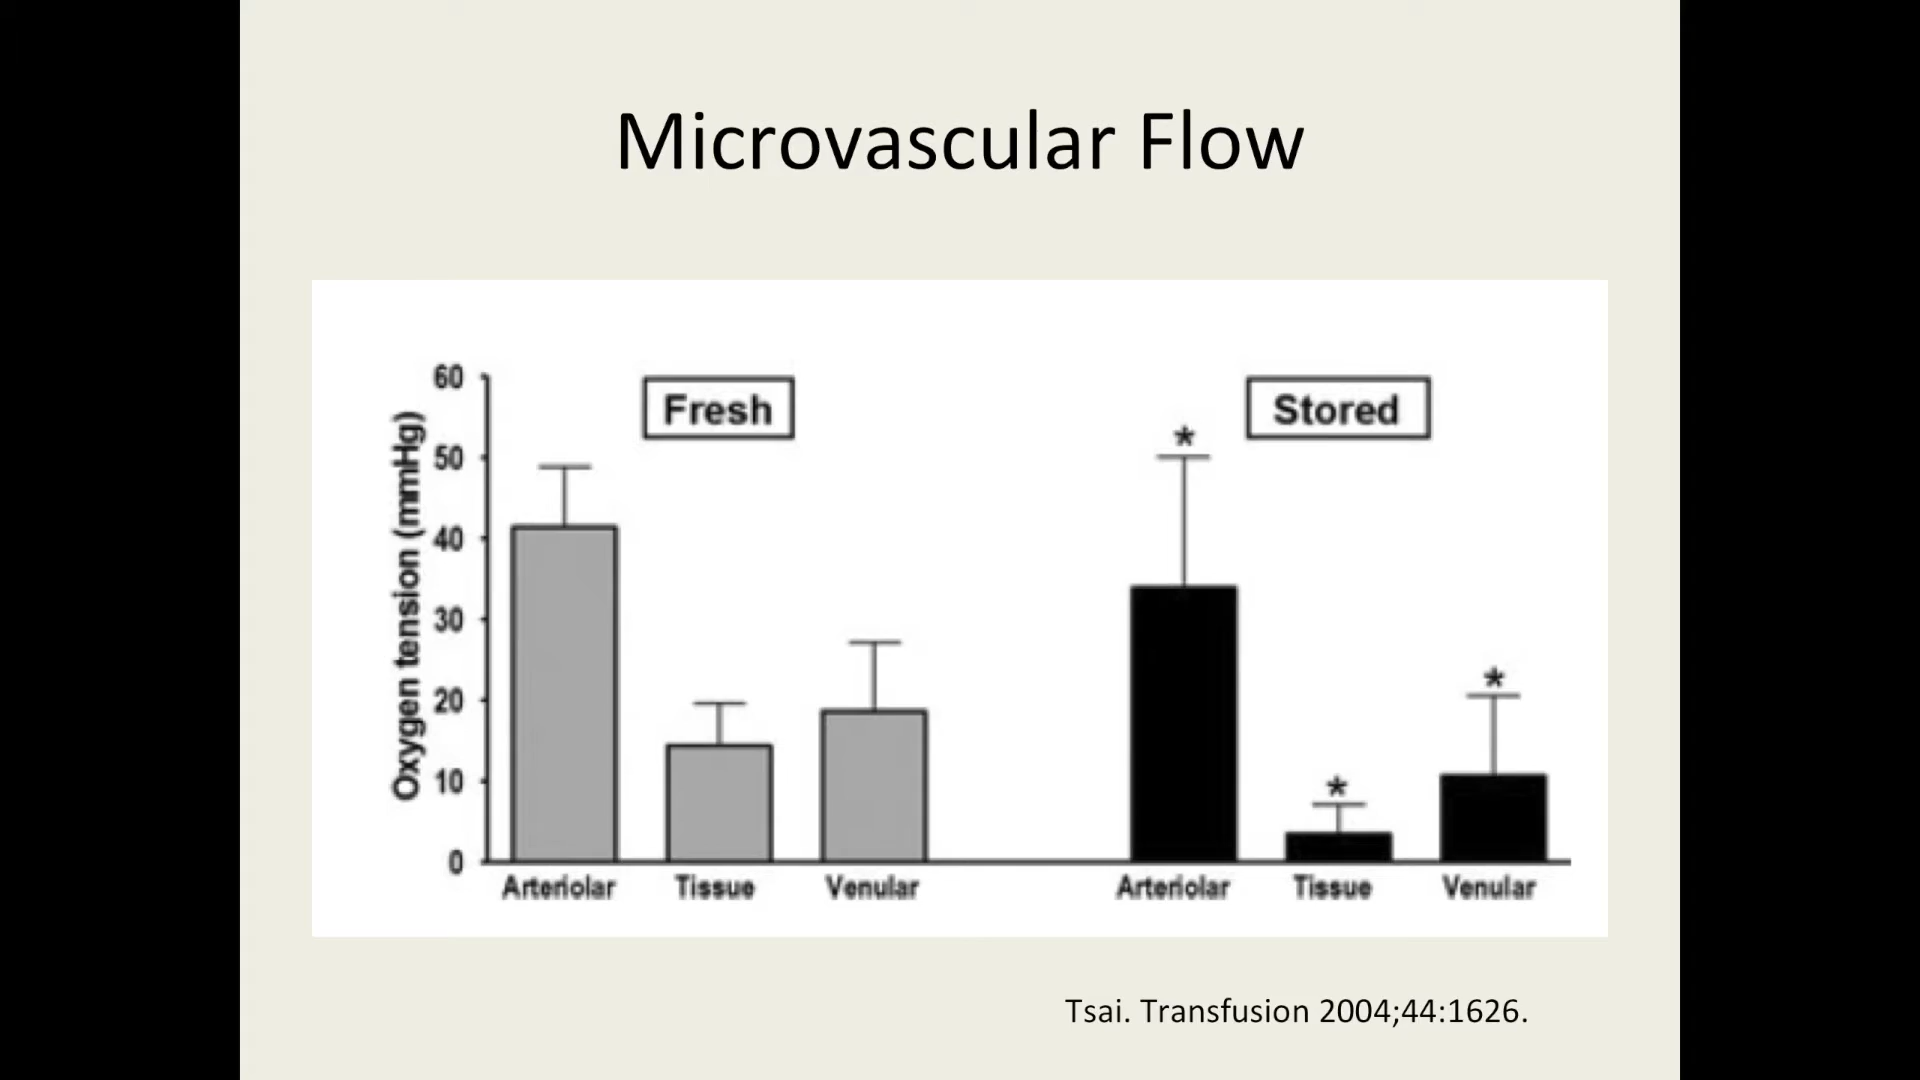 Microvascular Flow
Oxygen tension (mmHg)
60
50
40
30
20
10
0
Fresh
Stored
*
*
*
Arteriolar Tissue Venular Arteriolar Tissue Venular
Tsai. Transfusion 2004;44:1626.